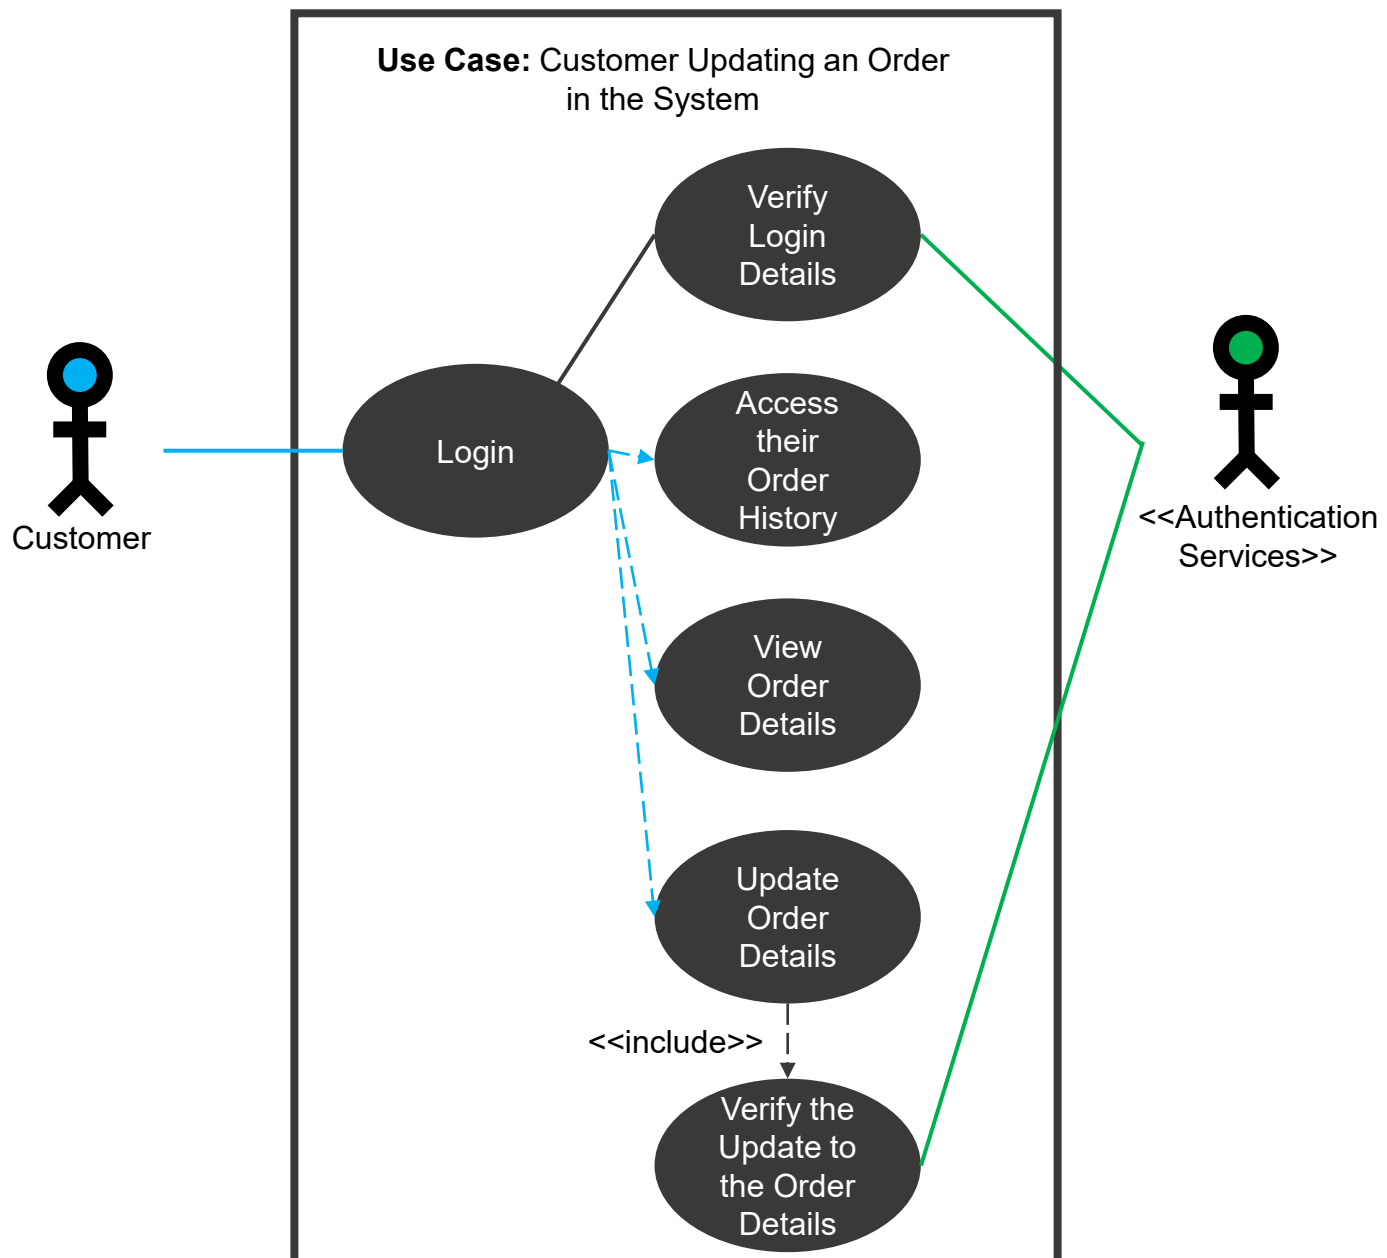 Use Case: Customer Updating an Order
in the System
Verify
Login
Details
Login
Access
their
Order
History
Customer
<<Authentication
Services>>
View
Order
Details
Update
Order
Details
<<include>>
Verify the
Update to
the Order
Details